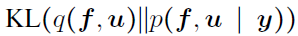 KL(q(f, u)||p(f, u | y))